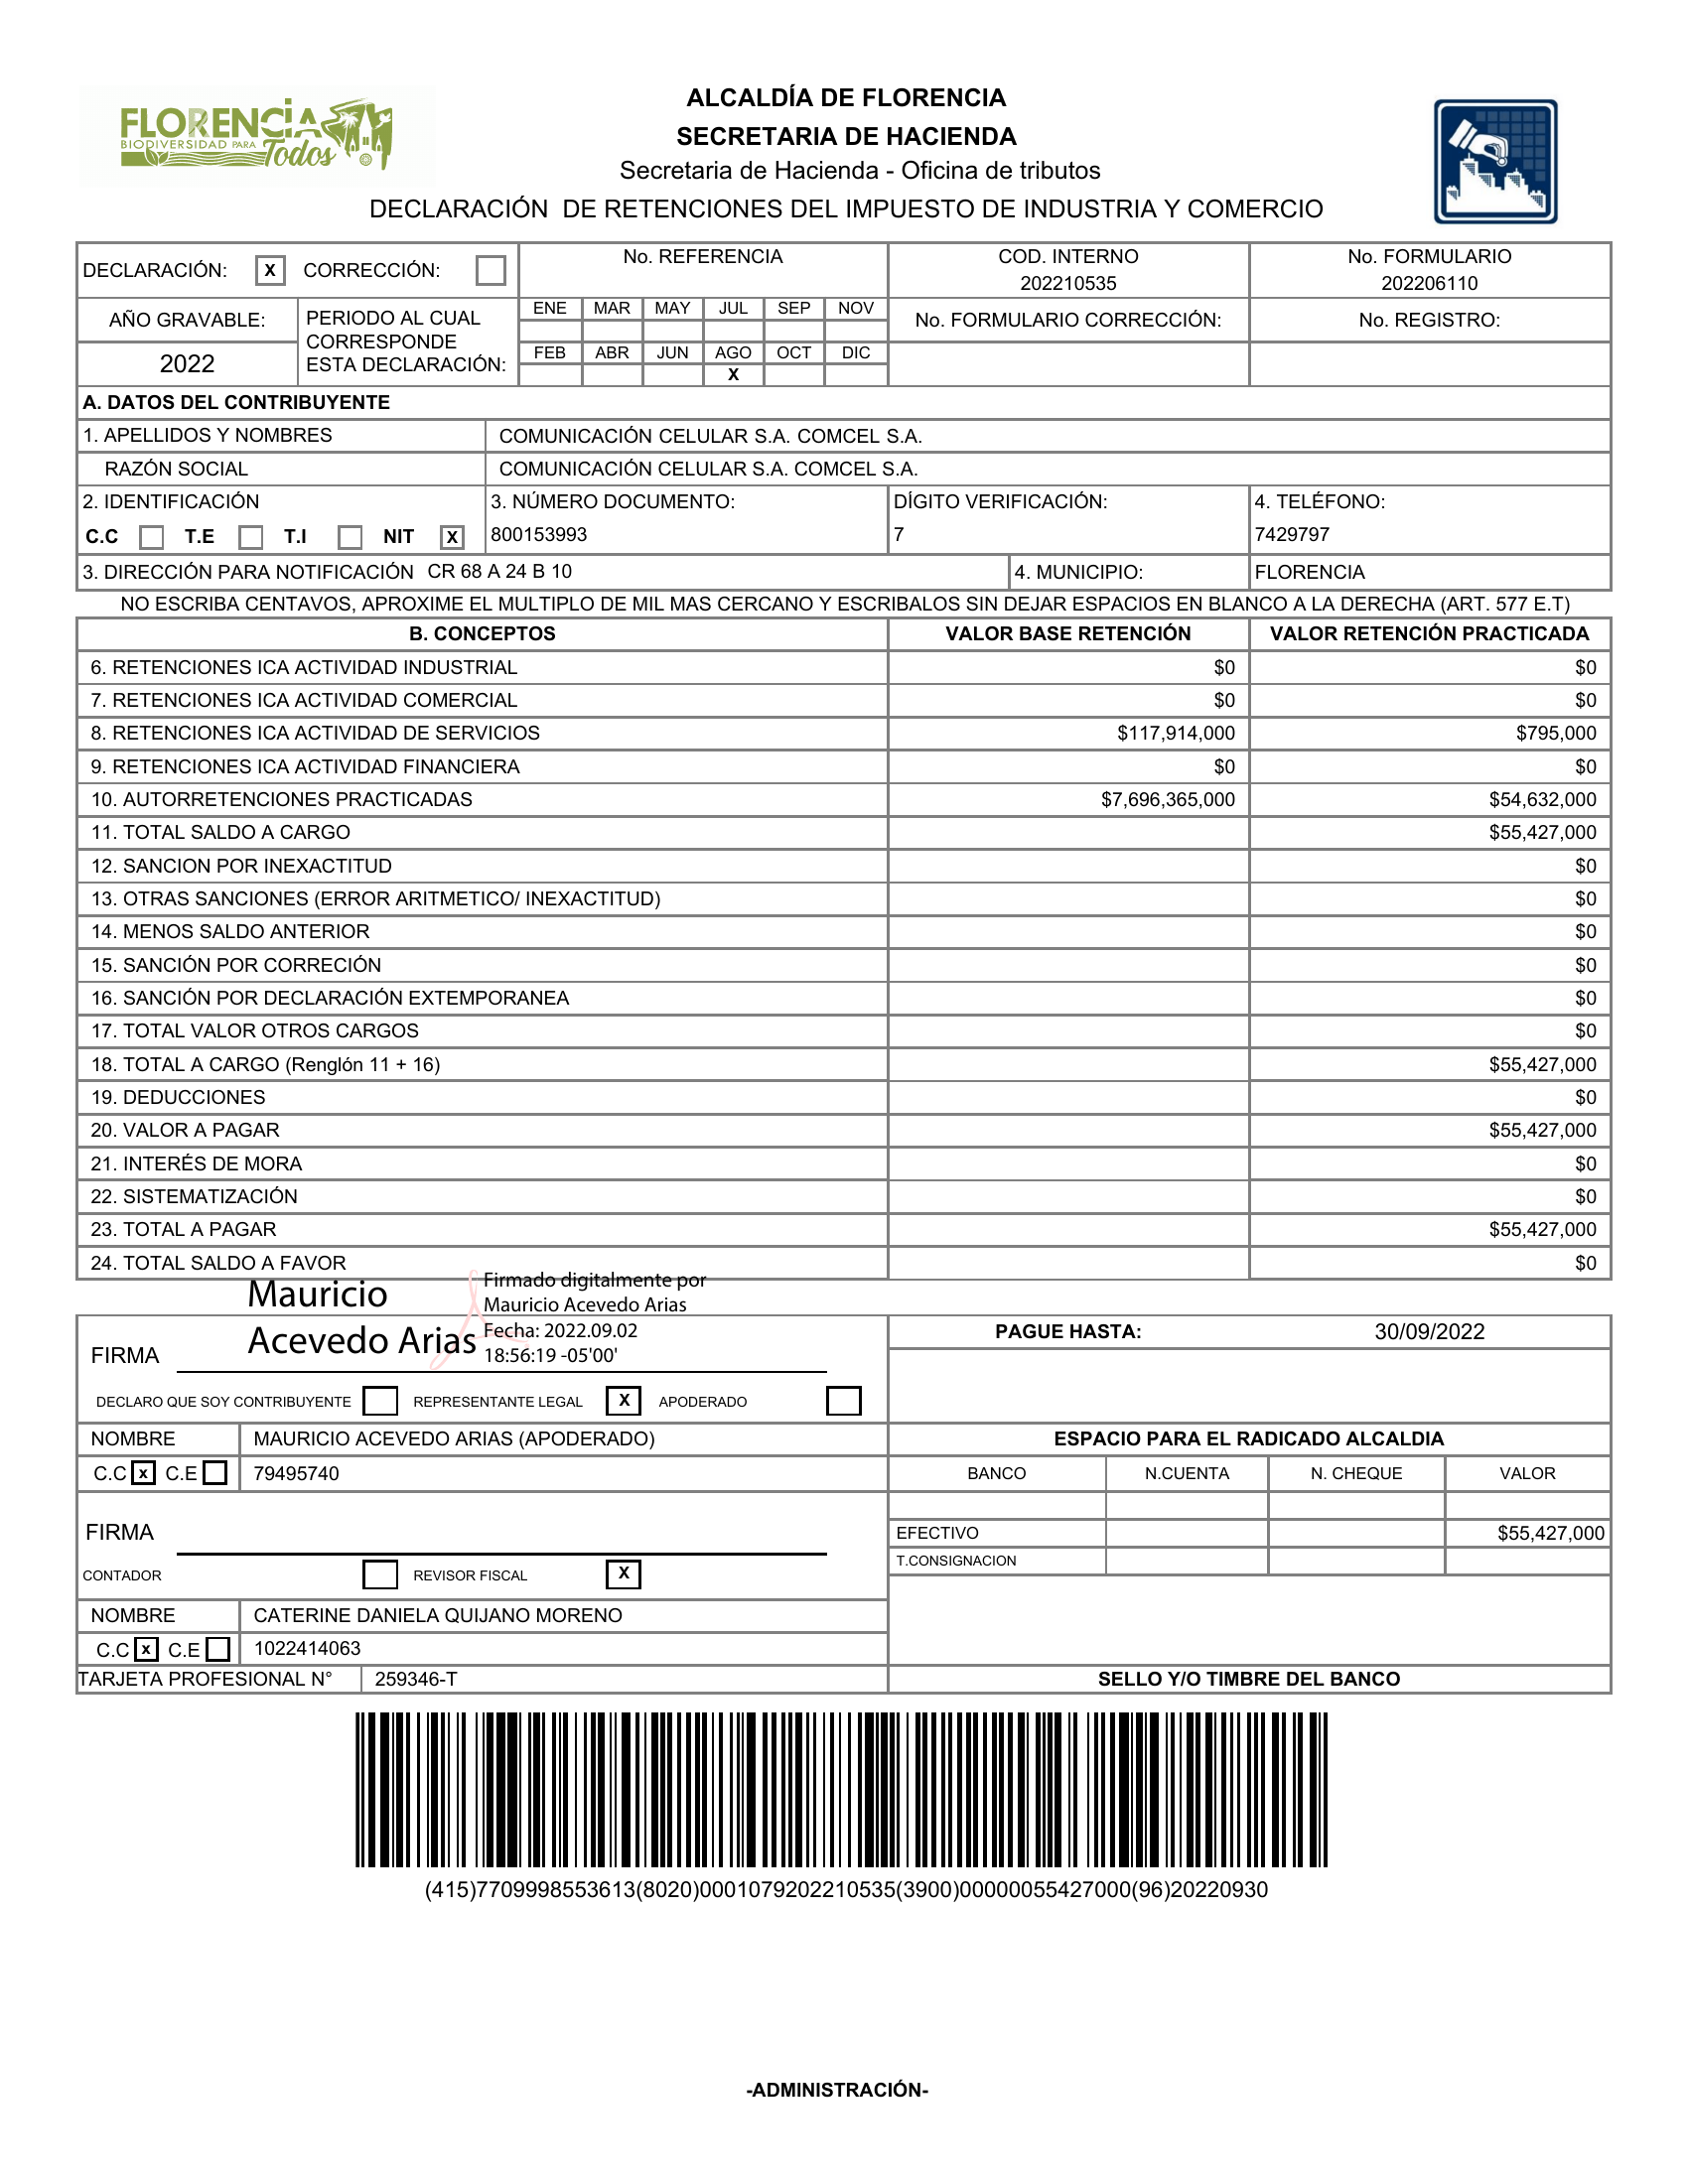 FLORENCIA
BIODIVERSIDAD PARA
Todos
ALCALDÍA DE FLORENCIA
SECRETARIA DE HACIENDA
Secretaria de Hacienda - Oficina de tributos
DECLARACIÓN DE RETENCIONES DEL IMPUESTO DE INDUSTRIA Y COMERCIO
DECLARACIÓN: X CORRECCIÓN:
No. REFERENCIA
COD. INTERNO
202210535
No. FORMULARIO
202206110
AÑO GRAVABLE:
2022
PERIODO AL CUAL
CORRESPONDE
ESTA DECLARACIÓN:
ENE MAR MAY JUL SEP NOV
FEB ABR JUN AGO OCT DIC
X
No. FORMULARIO CORRECCIÓN:
No. REGISTRO:
A. DATOS DEL CONTRIBUYENTE
1. APELLIDOS Y NOMBRES COMUNICACIÓN CELULAR S.A. COMCEL S.A.
RAZÓN SOCIAL COMUNICACIÓN CELULAR S.A. COMCEL S.A.
2. IDENTIFICACIÓN 3. NÚMERO DOCUMENTO: DÍGITO VERIFICACIÓN: 4. TELÉFONO:
C.C T.E T.I NIT X 800153993 7 7429797
3. DIRECCIÓN PARA NOTIFICACIÓN CR 68 A 24 B 10 4. MUNICIPIO: FLORENCIA
NO ESCRIBA CENTAVOS, APROXIME EL MULTIPLO DE MIL MAS CERCANO Y ESCRIBALOS SIN DEJAR ESPACIOS EN BLANCO A LA DERECHA (ART. 577 E.T)
B. CONCEPTOS VALOR BASE RETENCIÓN VALOR RETENCIÓN PRACTICADA
6. RETENCIONES ICA ACTIVIDAD INDUSTRIAL $0 $0
7. RETENCIONES ICA ACTIVIDAD COMERCIAL $0 $0
8. RETENCIONES ICA ACTIVIDAD DE SERVICIOS $117,914,000 $795,000
9. RETENCIONES ICA ACTIVIDAD FINANCIERA $0 $0
10. AUTORRETENCIONES PRACTICADAS $7,696,365,000 $54,632,000
11. TOTAL SALDO A CARGO $55,427,000
12. SANCION POR INEXACTITUD $0
13. OTRAS SANCIONES (ERROR ARITMETICO/ INEXACTITUD) $0
14. MENOS SALDO ANTERIOR $0
15. SANCIÓN POR CORRECIÓN $0
16. SANCIÓN POR DECLARACIÓN EXTEMPORANEA $0
17. TOTAL VALOR OTROS CARGOS $0
18. TOTAL A CARGO (Renglón 11 + 16) $55,427,000
19. DEDUCCIONES $0
20. VALOR A PAGAR $55,427,000
21. INTERÉS DE MORA $0
22. SISTEMATIZACIÓN $0
23. TOTAL A PAGAR $55,427,000
24. TOTAL SALDO A FAVOR $0
Mauricio
Acevedo Arias
Firmado digitalmente por
Mauricio Acevedo Arias
Fecha: 2022.09.02
18:56:19 -05'00'
FIRMA
PAGUE HASTA: 30/09/2022
DECLARO QUE SOY CONTRIBUYENTE REPRESENTANTE LEGAL X APODERADO
NOMBRE MAURICIO ACEVEDO ARIAS (APODERADO)
C.C x C.E 79495740
ESPACIO PARA EL RADICADO ALCALDIA
BANCO N.CUENTA N. CHEQUE VALOR
EFECTIVO $55,427,000
T.CONSIGNACION
FIRMA
CONTADOR REVISOR FISCAL X
NOMBRE CATERINE DANIELA QUIJANO MORENO
C.C x C.E 1022414063
TARJETA PROFESIONAL N° 259346-T
SELLO Y/O TIMBRE DEL BANCO
(415)7709998553613(8020)0001079202210535(3900)00000055427000(96)20220930
-ADMINISTRACIÓN-